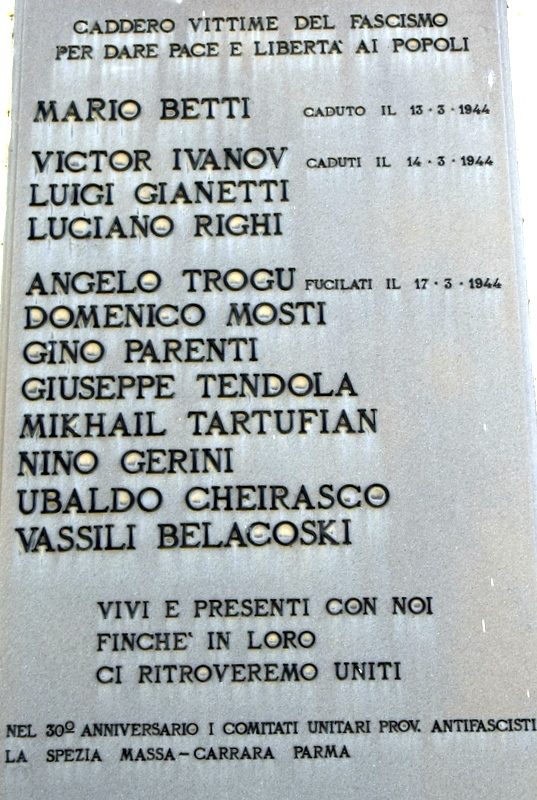 CADDERO VITTIME DEL FASCISMO
PER DARE PACE E LIBERTA' AI POPOLI
MARIO BETTI CADUTO IL 13·3·1944
VICTOR IVANOV CADUTI IL 14·3·1944
LUIGI GIANETTI
LUCIANO RIGHI
ANGELO TROGU FUCILATI IL 17·3·1944
DOMENICO MOSTI
GINO PARENTI
GIUSEPPE TENDOLA
MIKHAIL TARTUFIAN
NINO GERINI
UBALDO CHEIRASCO
VASSILI BELACOSKI
VIVI E PRESENTI CON NOI
FINCHE' IN LORO
CI RITROVEREMO UNITI
NEL 30º ANNIVERSARIO I COMITATI UNITARI PROV. ANTIFASCISTI
LA SPEZIA MASSA-CARRARA PARMA